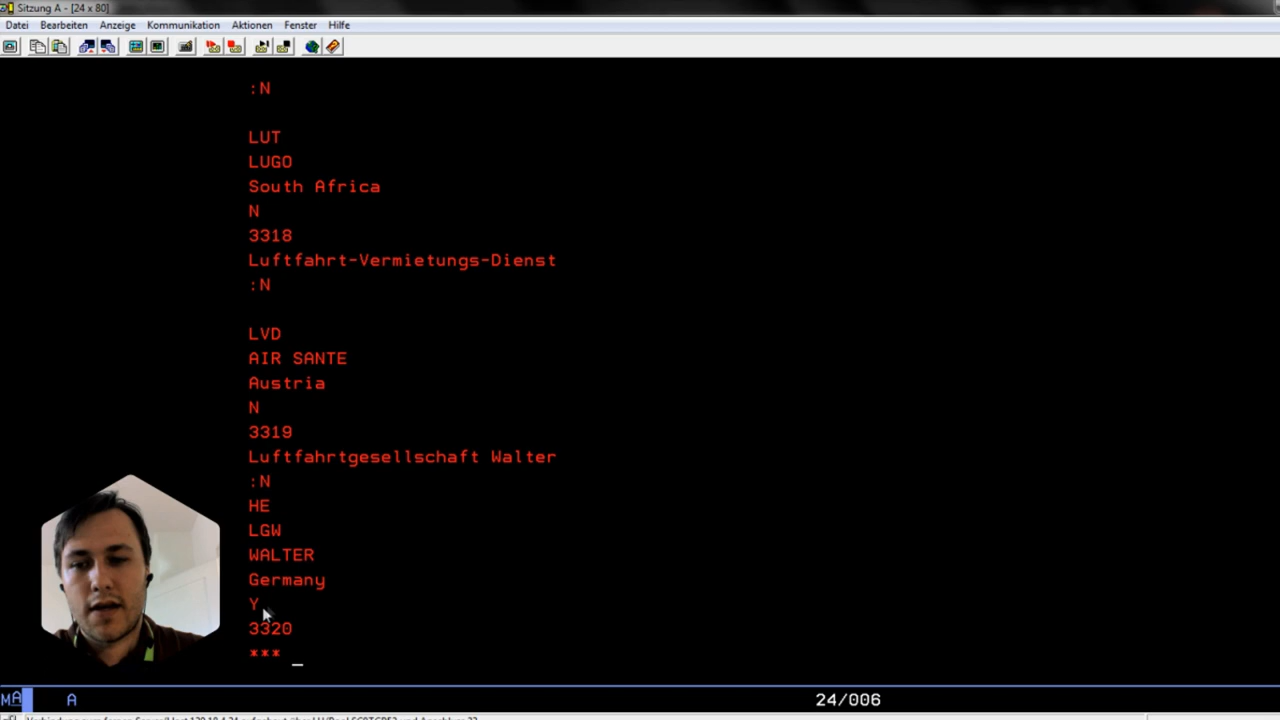 Sitzung A - [24 x 80]
Datei Bearbeiten Anzeige Kommunikation Aktionen Fenster Hilfe
:N
LUT
LUGO
South Africa
N
3318
Luftfahrt-Vermietungs-Dienst
:N
LVD
AIR SANTE
Austria
N
3319
Luftfahrtgesellschaft Walter
:N
HE
LGW
WALTER
Germany
Y
3320
*** _
MA A 24/006